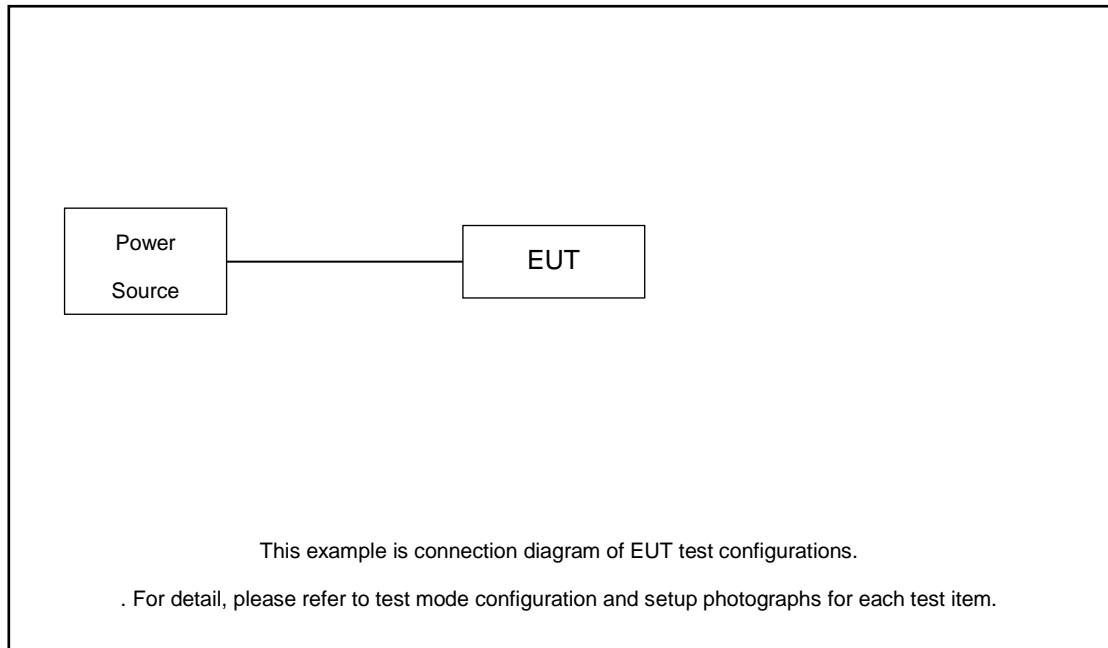 Power
Source
EUT
This example is connection diagram of EUT test configurations.
. For detail, please refer to test mode configuration and setup photographs for each test item.